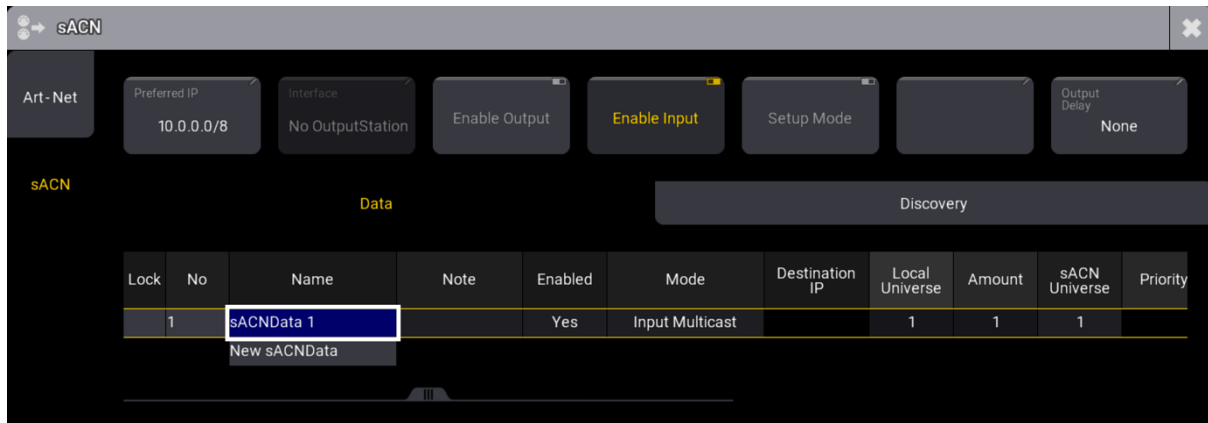 sACN
Art-Net
Preferred IP
10.0.0.0/8
Interface
No OutputStation
Enable Output
Enable Input
Setup Mode
Output
Delay
None
sACN
Data
Discovery
Lock No Name Note Enabled Mode Destination IP Local Universe Amount sACN Universe Priority
1 sACNData 1 Yes Input Multicast 1 1 1
New sACNData